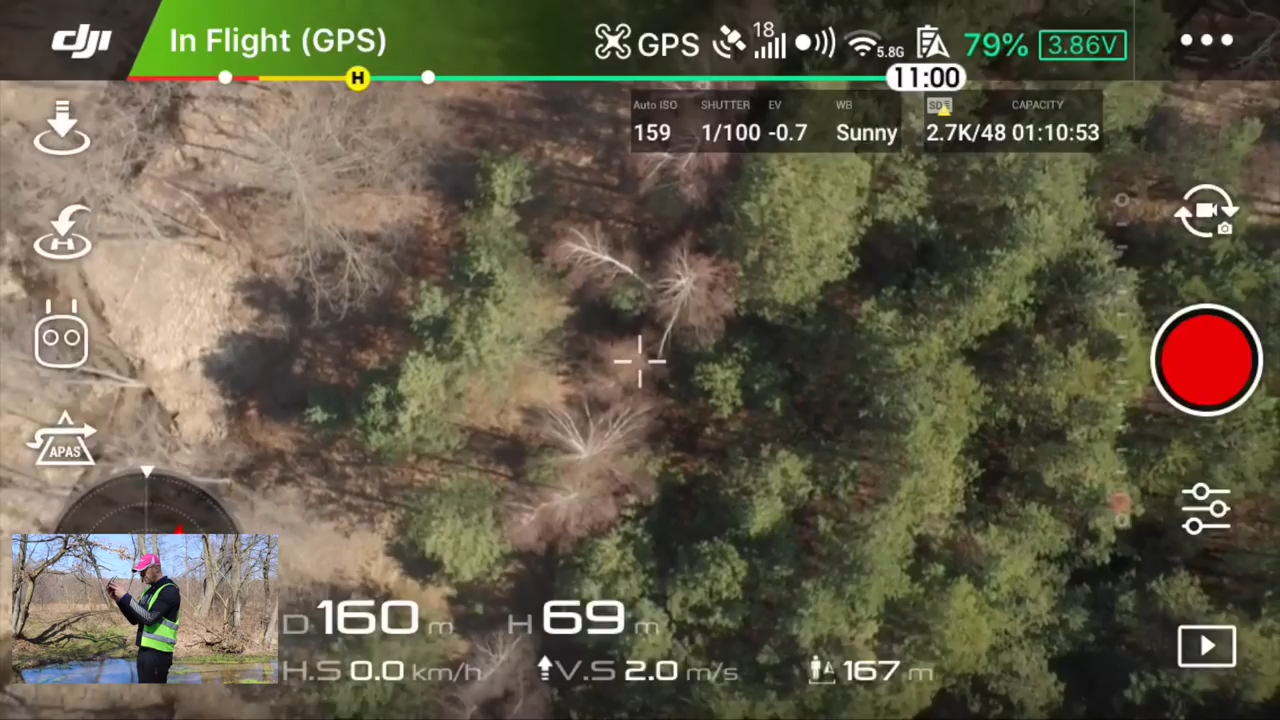 dji In Flight (GPS) GPS 18 5.8G 79% 3.86V
H 11:00
Auto ISO SHUTTER EV WB SD CAPACITY
159 1/100 -0.7 Sunny 2.7K/48 01:10:53
H
APAS
D 160 m H 69 m
H.S 0.0 km/h V.S 2.0 m/s 167 m